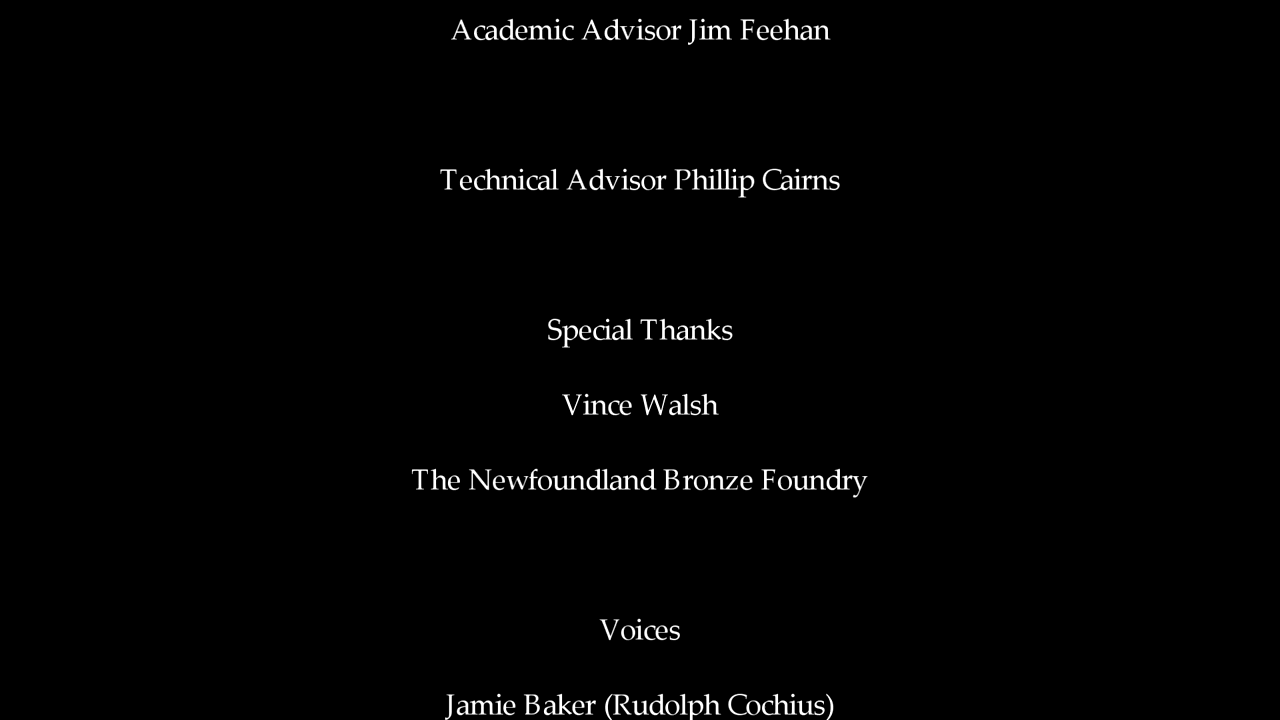 Academic Advisor Jim Feehan
Technical Advisor Phillip Cairns
Special Thanks
Vince Walsh
The Newfoundland Bronze Foundry
Voices
Jamie Baker (Rudolph Cochius)